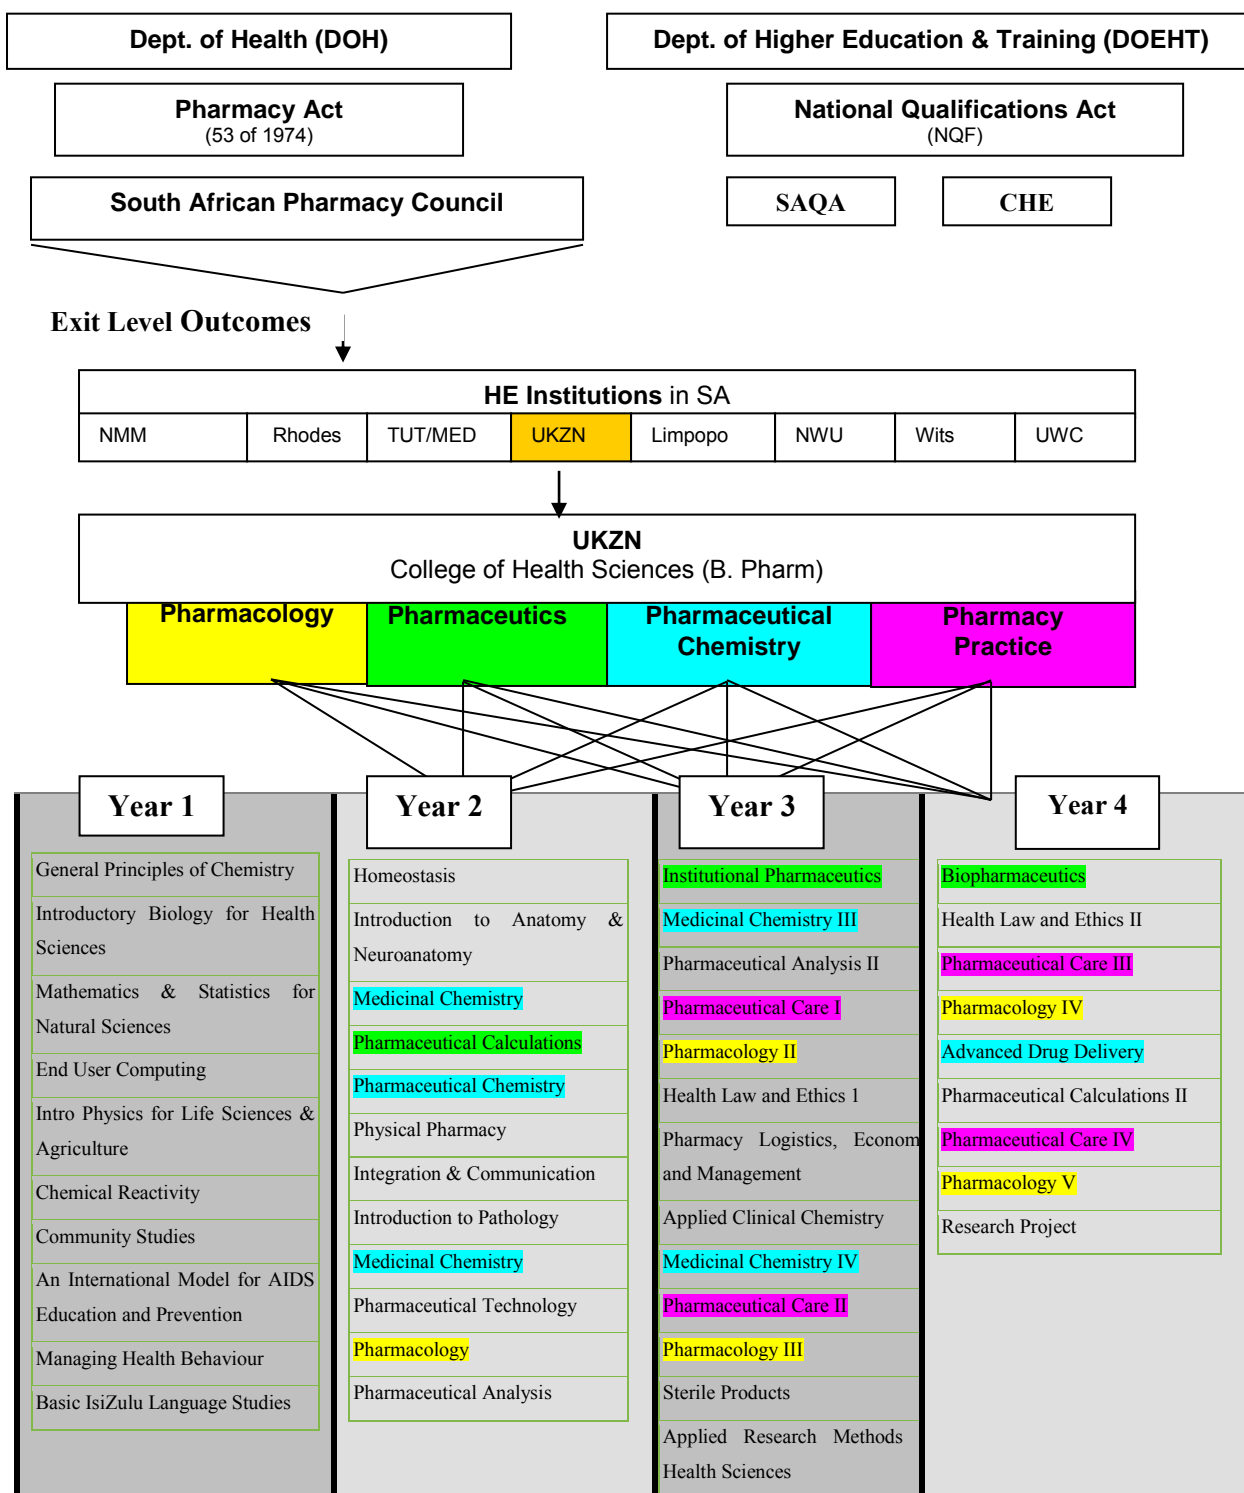 Dept. of Health (DOH)
Dept. of Higher Education & Training (DOEHT)
Pharmacy Act
(53 of 1974)
National Qualifications Act
(NQF)
South African Pharmacy Council
SAQA
CHE
Exit Level Outcomes
HE Institutions in SA
NMM
Rhodes
TUT/MED
UKZN
Limpopo
NWU
Wits
UWC
UKZN
College of Health Sciences (B. Pharm)
Pharmacology
Pharmaceutics
Pharmaceutical
Chemistry
Pharmacy
Practice
Year 1
General Principles of Chemistry
Introductory Biology for Health
Sciences
Mathematics & Statistics for
Natural Sciences
End User Computing
Intro Physics for Life Sciences &
Agriculture
Chemical Reactivity
Community Studies
An International Model for AIDS
Education and Prevention
Managing Health Behaviour
Basic IsiZulu Language Studies
Year 2
Homeostasis
Introduction to Anatomy &
Neuroanatomy
Medicinal Chemistry
Pharmaceutical Calculations
Pharmaceutical Chemistry
Physical Pharmacy
Integration & Communication
Introduction to Pathology
Medicinal Chemistry
Pharmaceutical Technology
Pharmacology
Pharmaceutical Analysis
Year 3
Institutional Pharmaceutics
Medicinal Chemistry III
Pharmaceutical Analysis II
Pharmaceutical Care I
Pharmacology II
Health Law and Ethics 1
Pharmacy Logistics, Econom
and Management
Applied Clinical Chemistry
Medicinal Chemistry IV
Pharmaceutical Care II
Pharmacology III
Sterile Products
Applied Research Methods
Health Sciences
Year 4
Biopharmaceutics
Health Law and Ethics II
Pharmaceutical Care III
Pharmacology IV
Advanced Drug Delivery
Pharmaceutical Calculations II
Pharmaceutical Care IV
Pharmacology V
Research Project